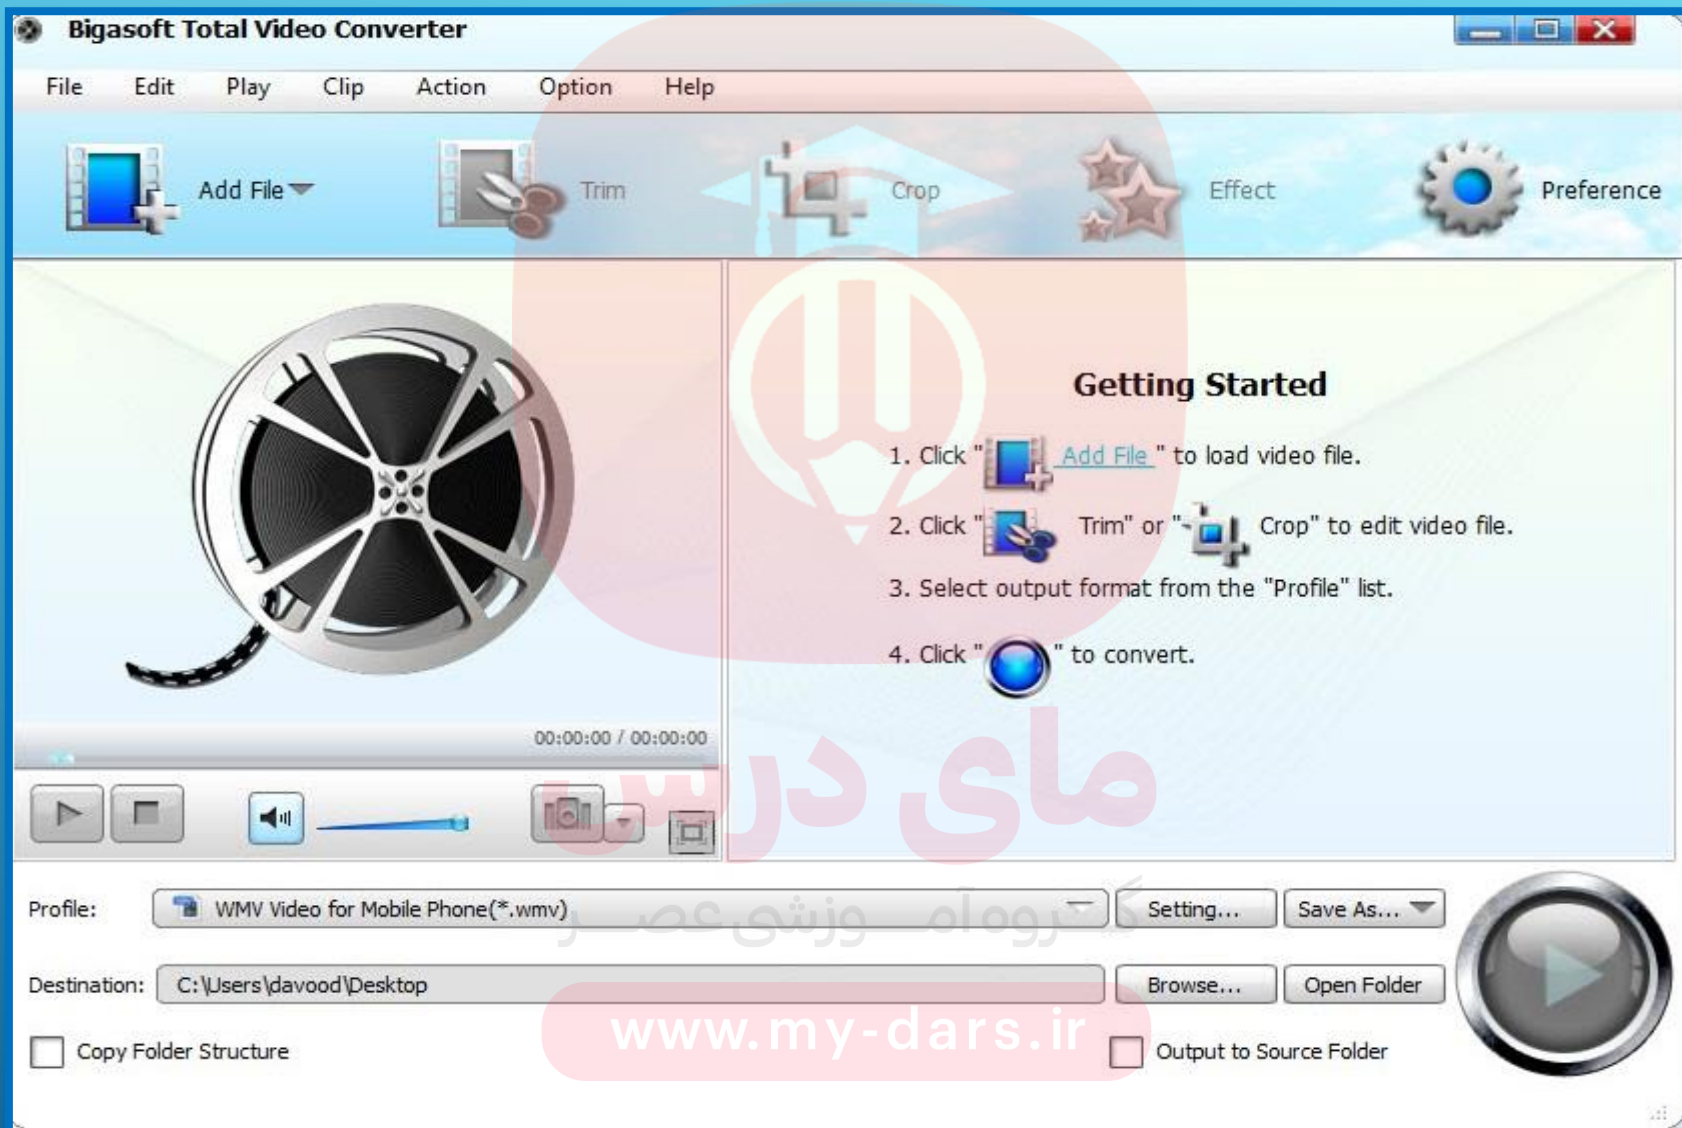 Bigasoft Total Video Converter
File Edit Play Clip Action Option Help
Add File Trim Crop Effect Preference
Getting Started
1. Click " Add File " to load video file.
2. Click " Trim" or " Crop" to edit video file.
3. Select output format from the "Profile" list.
4. Click " " to convert.
00:00:00 / 00:00:00
مای درس
Profile: WMV Video for Mobile Phone(*.wmv) Setting... Save As...
گروه آموزشی عصر
Destination: C:\Users\davood\Desktop Browse... Open Folder
www.my-dars.ir
Copy Folder Structure Output to Source Folder